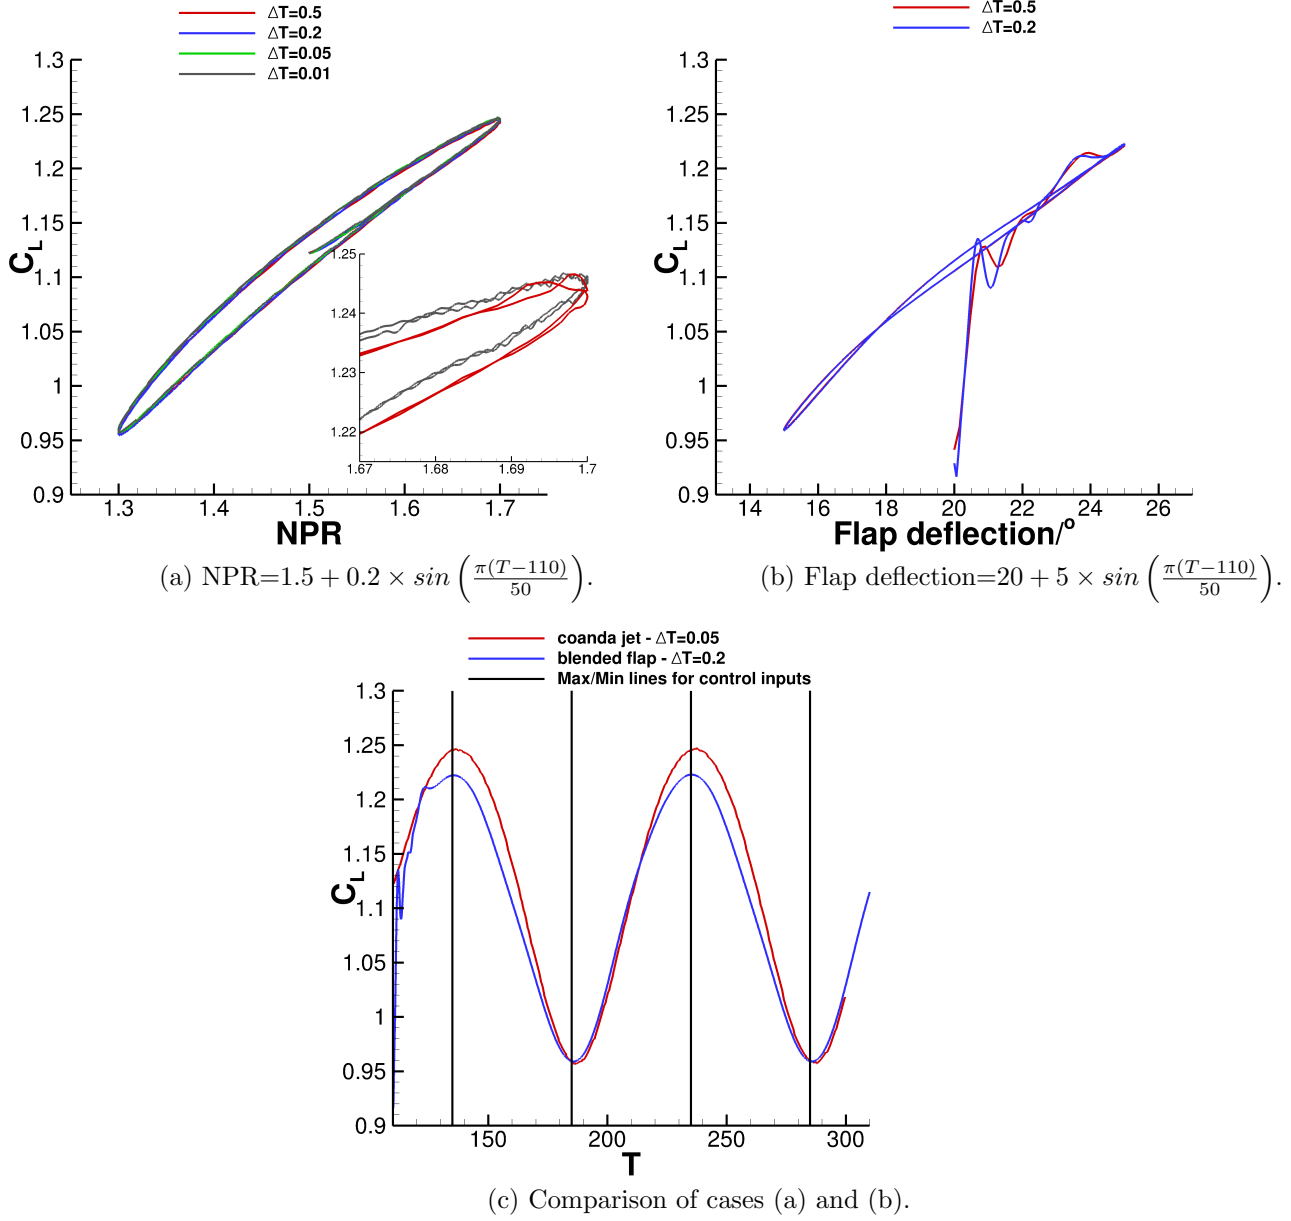 ΔT=0.5
ΔT=0.2
ΔT=0.05
ΔT=0.01
1.3
1.25
1.2
1.15
1.1
1.05
1
0.95
0.9
C_L
1.25
1.24
1.23
1.22
1.67 1.68 1.69 1.7
1.3 1.4 1.5 1.6 1.7
NPR
(a) NPR=1.5 + 0.2 × sin (π(T−110)/50).
ΔT=0.5
ΔT=0.2
1.3
1.25
1.2
1.15
1.1
1.05
1
0.95
0.9
C_L
14 16 18 20 22 24 26
Flap deflection/°
(b) Flap deflection=20 + 5 × sin (π(T−110)/50).
coanda jet - ΔT=0.05
blended flap - ΔT=0.2
Max/Min lines for control inputs
1.3
1.25
1.2
1.15
1.1
1.05
1
0.95
0.9
C_L
150 200 250 300
T
(c) Comparison of cases (a) and (b).